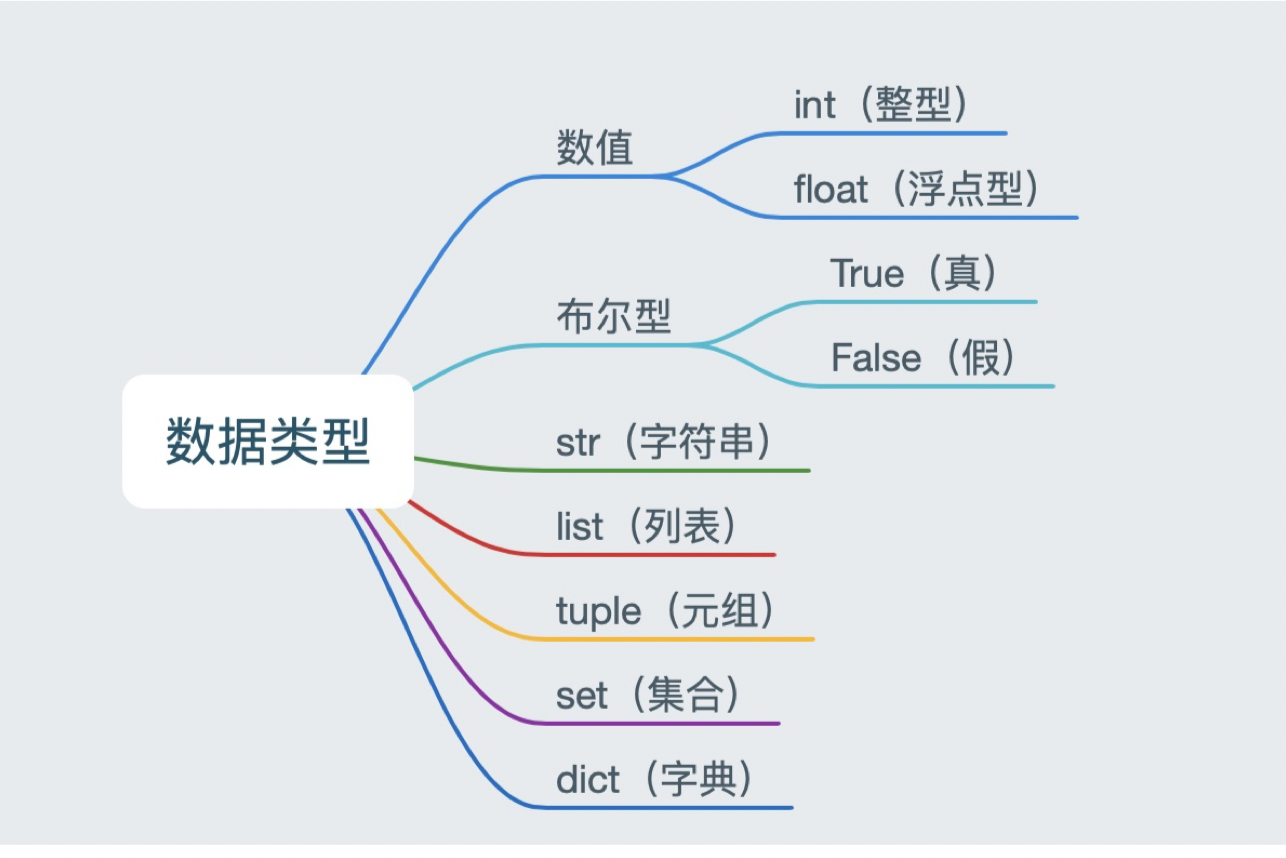 数据类型
数值
int（整型）
float（浮点型）
布尔型
True（真）
False（假）
str（字符串）
list（列表）
tuple（元组）
set（集合）
dict（字典）